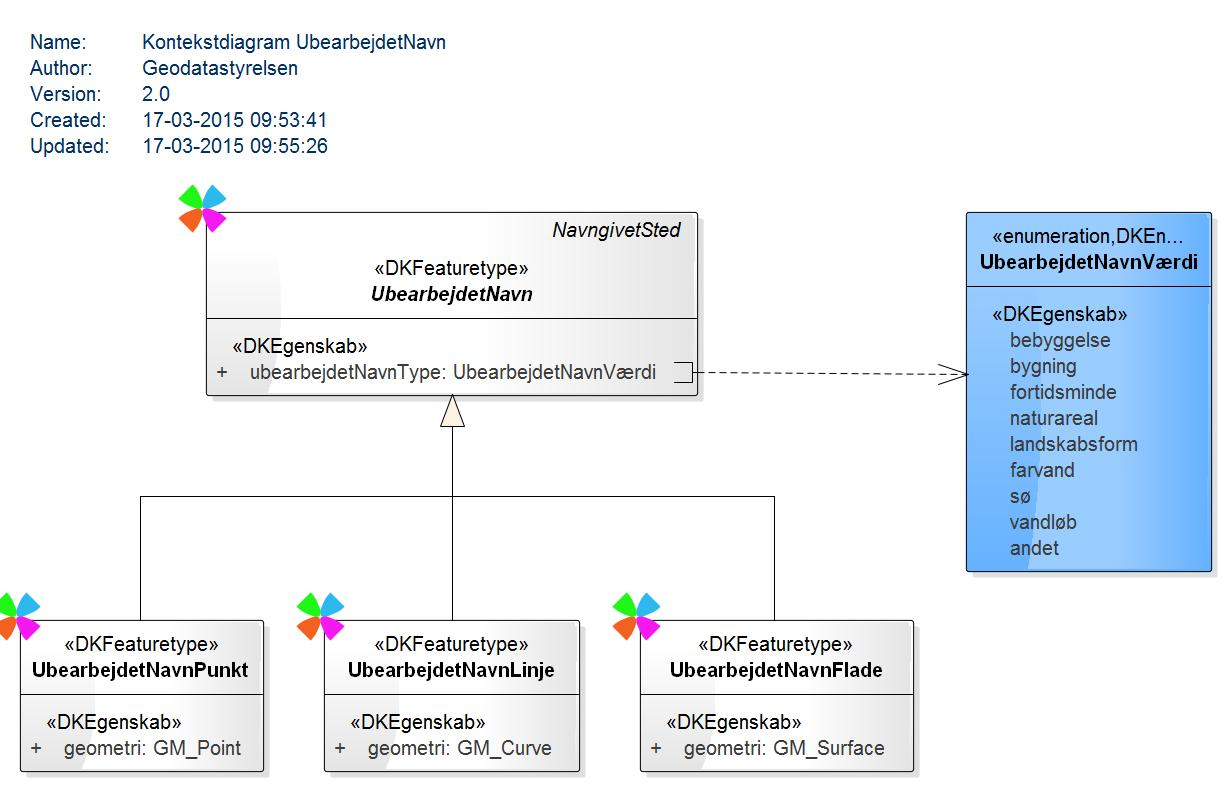 Name: Kontekstdiagram UbearbejdetNavn
Author: Geodatastyrelsen
Version: 2.0
Created: 17-03-2015 09:53:41
Updated: 17-03-2015 09:55:26
NavngivetSted
«DKFeaturetype»
UbearbejdetNavn
«DKEgenskab»
+ ubearbejdetNavnType: UbearbejdetNavnVærdi
«enumeration,DKEn...
UbearbejdetNavnVærdi
«DKEgenskab»
bebyggelse
bygning
fortidsminde
naturareal
landskabsform
farvand
sø
vandløb
andet
«DKFeaturetype»
UbearbejdetNavnPunkt
«DKEgenskab»
+ geometri: GM_Point
«DKFeaturetype»
UbearbejdetNavnLinje
«DKEgenskab»
+ geometri: GM_Curve
«DKFeaturetype»
UbearbejdetNavnFlade
«DKEgenskab»
+ geometri: GM_Surface